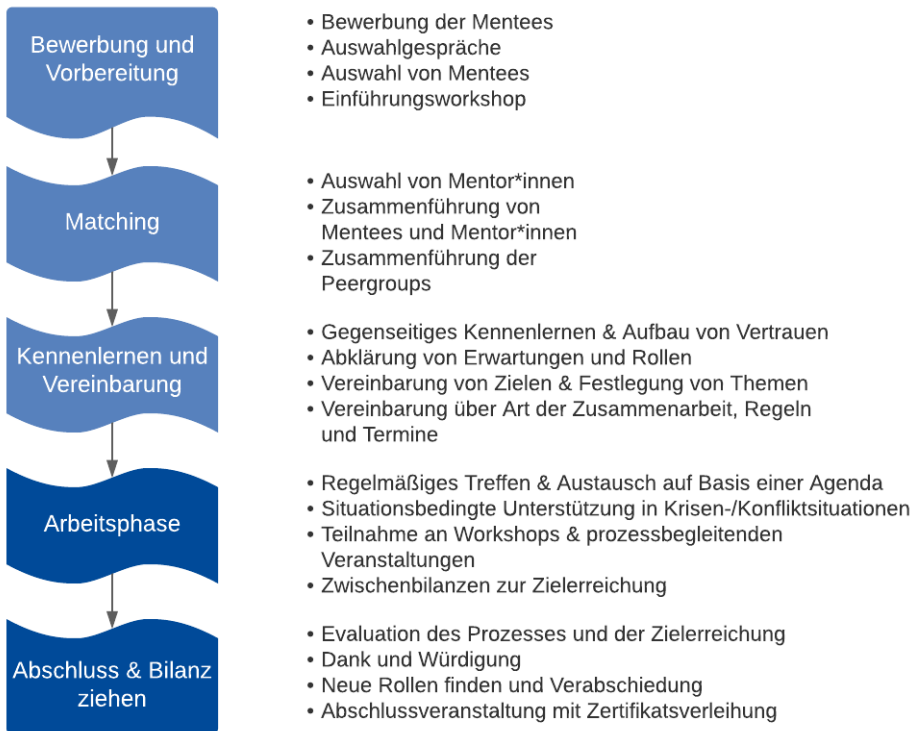 Bewerbung und
Vorbereitung
• Bewerbung der Mentees
• Auswahlgespräche
• Auswahl von Mentees
• Einführungsworkshop
Matching
• Auswahl von Mentor*innen
• Zusammenführung von
Mentees und Mentor*innen
• Zusammenführung der
Peergroups
Kennenlernen und
Vereinbarung
• Gegenseitiges Kennenlernen & Aufbau von Vertrauen
• Abklärung von Erwartungen und Rollen
• Vereinbarung von Zielen & Festlegung von Themen
• Vereinbarung über Art der Zusammenarbeit, Regeln
und Termine
Arbeitsphase
• Regelmäßiges Treffen & Austausch auf Basis einer Agenda
• Situationsbedingte Unterstützung in Krisen-/Konfliktsituationen
• Teilnahme an Workshops & prozessbegleitenden
Veranstaltungen
• Zwischenbilanzen zur Zielerreichung
Abschluss & Bilanz
ziehen
• Evaluation des Prozesses und der Zielerreichung
• Dank und Würdigung
• Neue Rollen finden und Verabschiedung
• Abschlussveranstaltung mit Zertifikatsverleihung